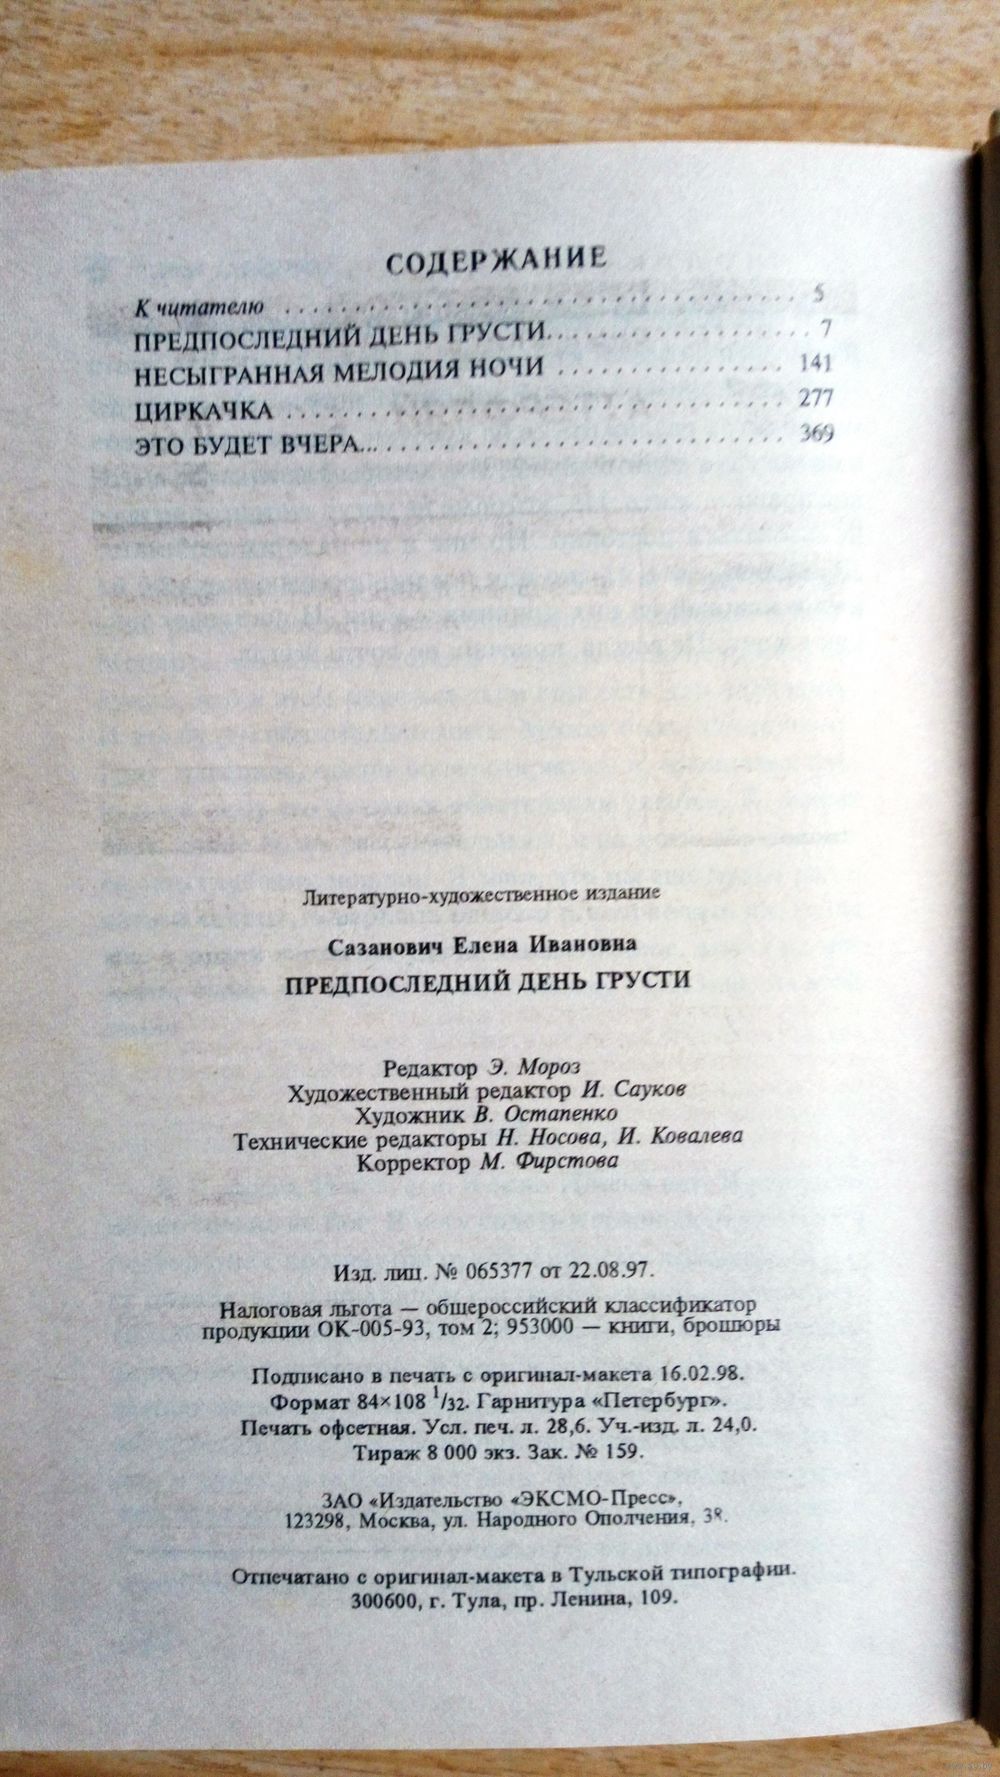 СОДЕРЖАНИЕ
К читателю . . . . . . . . . . . . . . . . . . . . . . . . . . . . . . . . . . . . 5
ПРЕДПОСЛЕДНИЙ ДЕНЬ ГРУСТИ. . . . . . . . . . . . . . . . . . . 7
НЕСЫГРАННАЯ МЕЛОДИЯ НОЧИ . . . . . . . . . . . . . . . . 141
ЦИРКАЧКА . . . . . . . . . . . . . . . . . . . . . . . . . . . . . . . . . . 277
ЭТО БУДЕТ ВЧЕРА... . . . . . . . . . . . . . . . . . . . . . . . . . . . 369
Литературно-художественное издание
Сазанович Елена Ивановна
ПРЕДПОСЛЕДНИЙ ДЕНЬ ГРУСТИ
Редактор Э. Мороз
Художественный редактор И. Сауков
Художник В. Остапенко
Технические редакторы Н. Носова, И. Ковалева
Корректор М. Фирстова
Изд. лиц. № 065377 от 22.08.97.
Налоговая льгота — общероссийский классификатор
продукции ОК-005-93, том 2; 953000 — книги, брошюры
Подписано в печать с оригинал-макета 16.02.98.
Формат 84×108 1/32. Гарнитура «Петербург».
Печать офсетная. Усл. печ. л. 28,6. Уч.-изд. л. 24,0.
Тираж 8 000 экз. Зак. № 159.
ЗАО «Издательство «ЭКСМО-Пресс»,
123298, Москва, ул. Народного Ополчения, 38.
Отпечатано с оригинал-макета в Тульской типографии.
300600, г. Тула, пр. Ленина, 109.